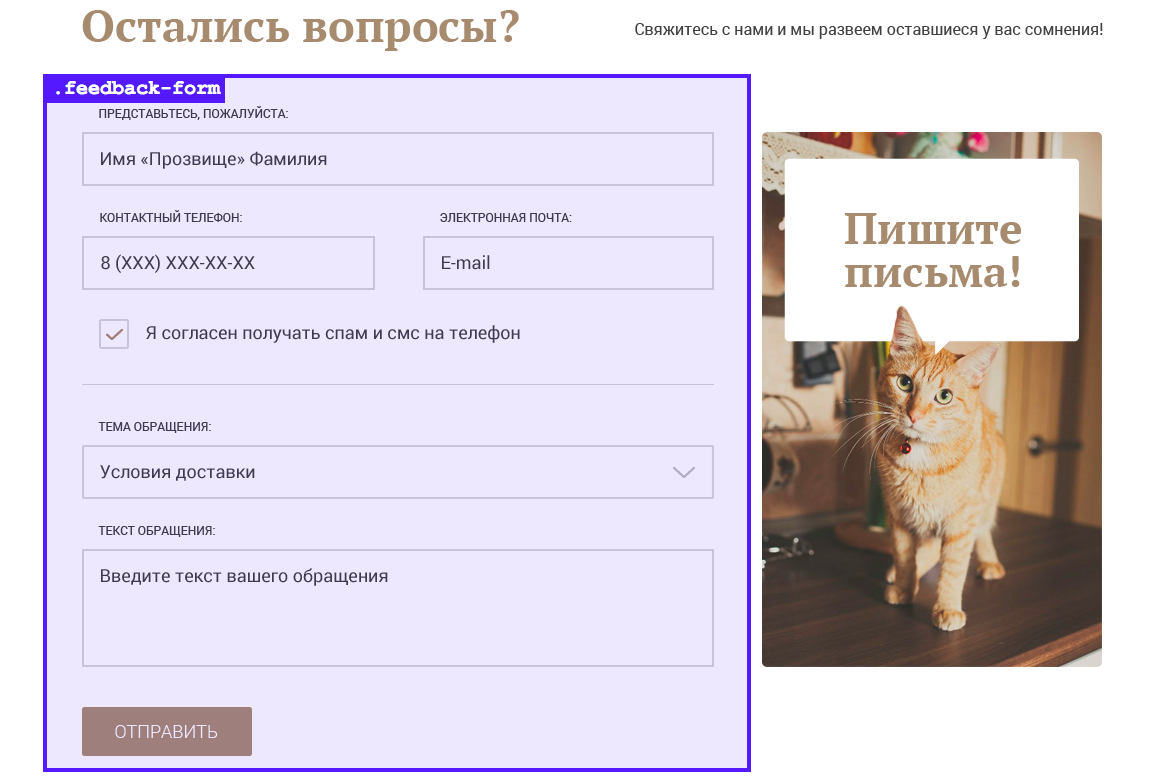 Остались вопросы?
Свяжитесь с нами и мы развеем оставшиеся у вас сомнения!
.feedback-form
ПРЕДСТАВЬТЕСЬ, ПОЖАЛУЙСТА:
Имя «Прозвище» Фамилия
КОНТАКТНЫЙ ТЕЛЕФОН:
ЭЛЕКТРОННАЯ ПОЧТА:
8 (XXX) XXX-XX-XX
E-mail
Я согласен получать спам и смс на телефон
ТЕМА ОБРАЩЕНИЯ:
Условия доставки
ТЕКСТ ОБРАЩЕНИЯ:
Введите текст вашего обращения
ОТПРАВИТЬ
Пишите
письма!